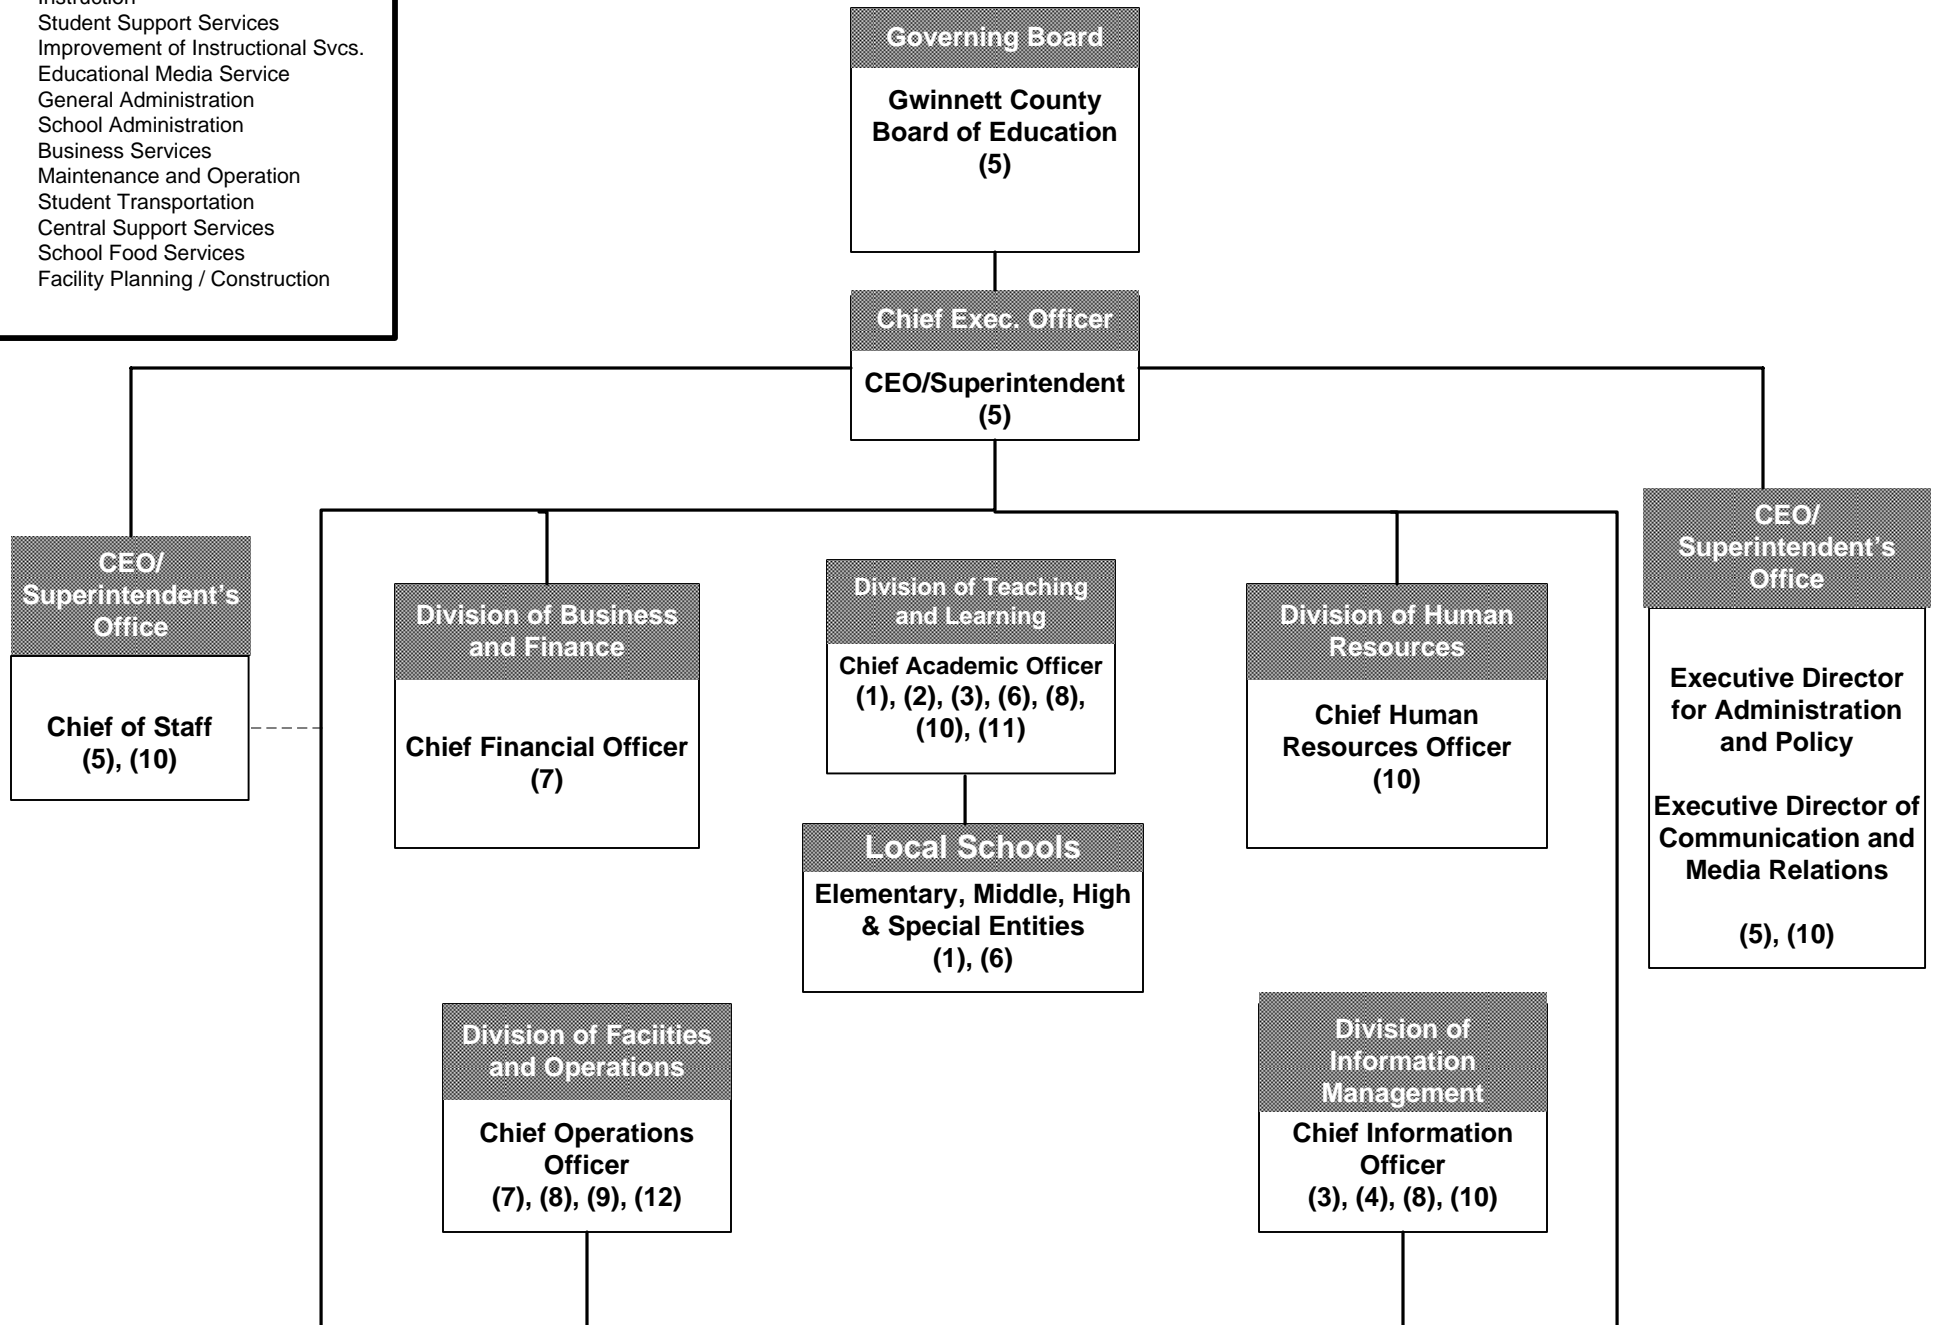 Instruction
Student Support Services
Improvement of Instructional Svcs.
Educational Media Service
General Administration
School Administration
Business Services
Maintenance and Operation
Student Transportation
Central Support Services
School Food Services
Facility Planning / Construction
Governing Board
Gwinnett County
Board of Education
(5)
Chief Exec. Officer
CEO/Superintendent
(5)
CEO/
Superintendent's
Office
Chief of Staff
(5), (10)
Division of Business
and Finance
Chief Financial Officer
(7)
Division of Teaching
and Learning
Chief Academic Officer
(1), (2), (3), (6), (8),
(10), (11)
Local Schools
Elementary, Middle, High
& Special Entities
(1), (6)
Division of Human
Resources
Chief Human
Resources Officer
(10)
CEO/
Superintendent's
Office
Executive Director
for Administration
and Policy
Executive Director of
Communication and
Media Relations
(5), (10)
Division of Faciities
and Operations
Chief Operations
Officer
(7), (8), (9), (12)
Division of
Information
Management
Chief Information
Officer
(3), (4), (8), (10)